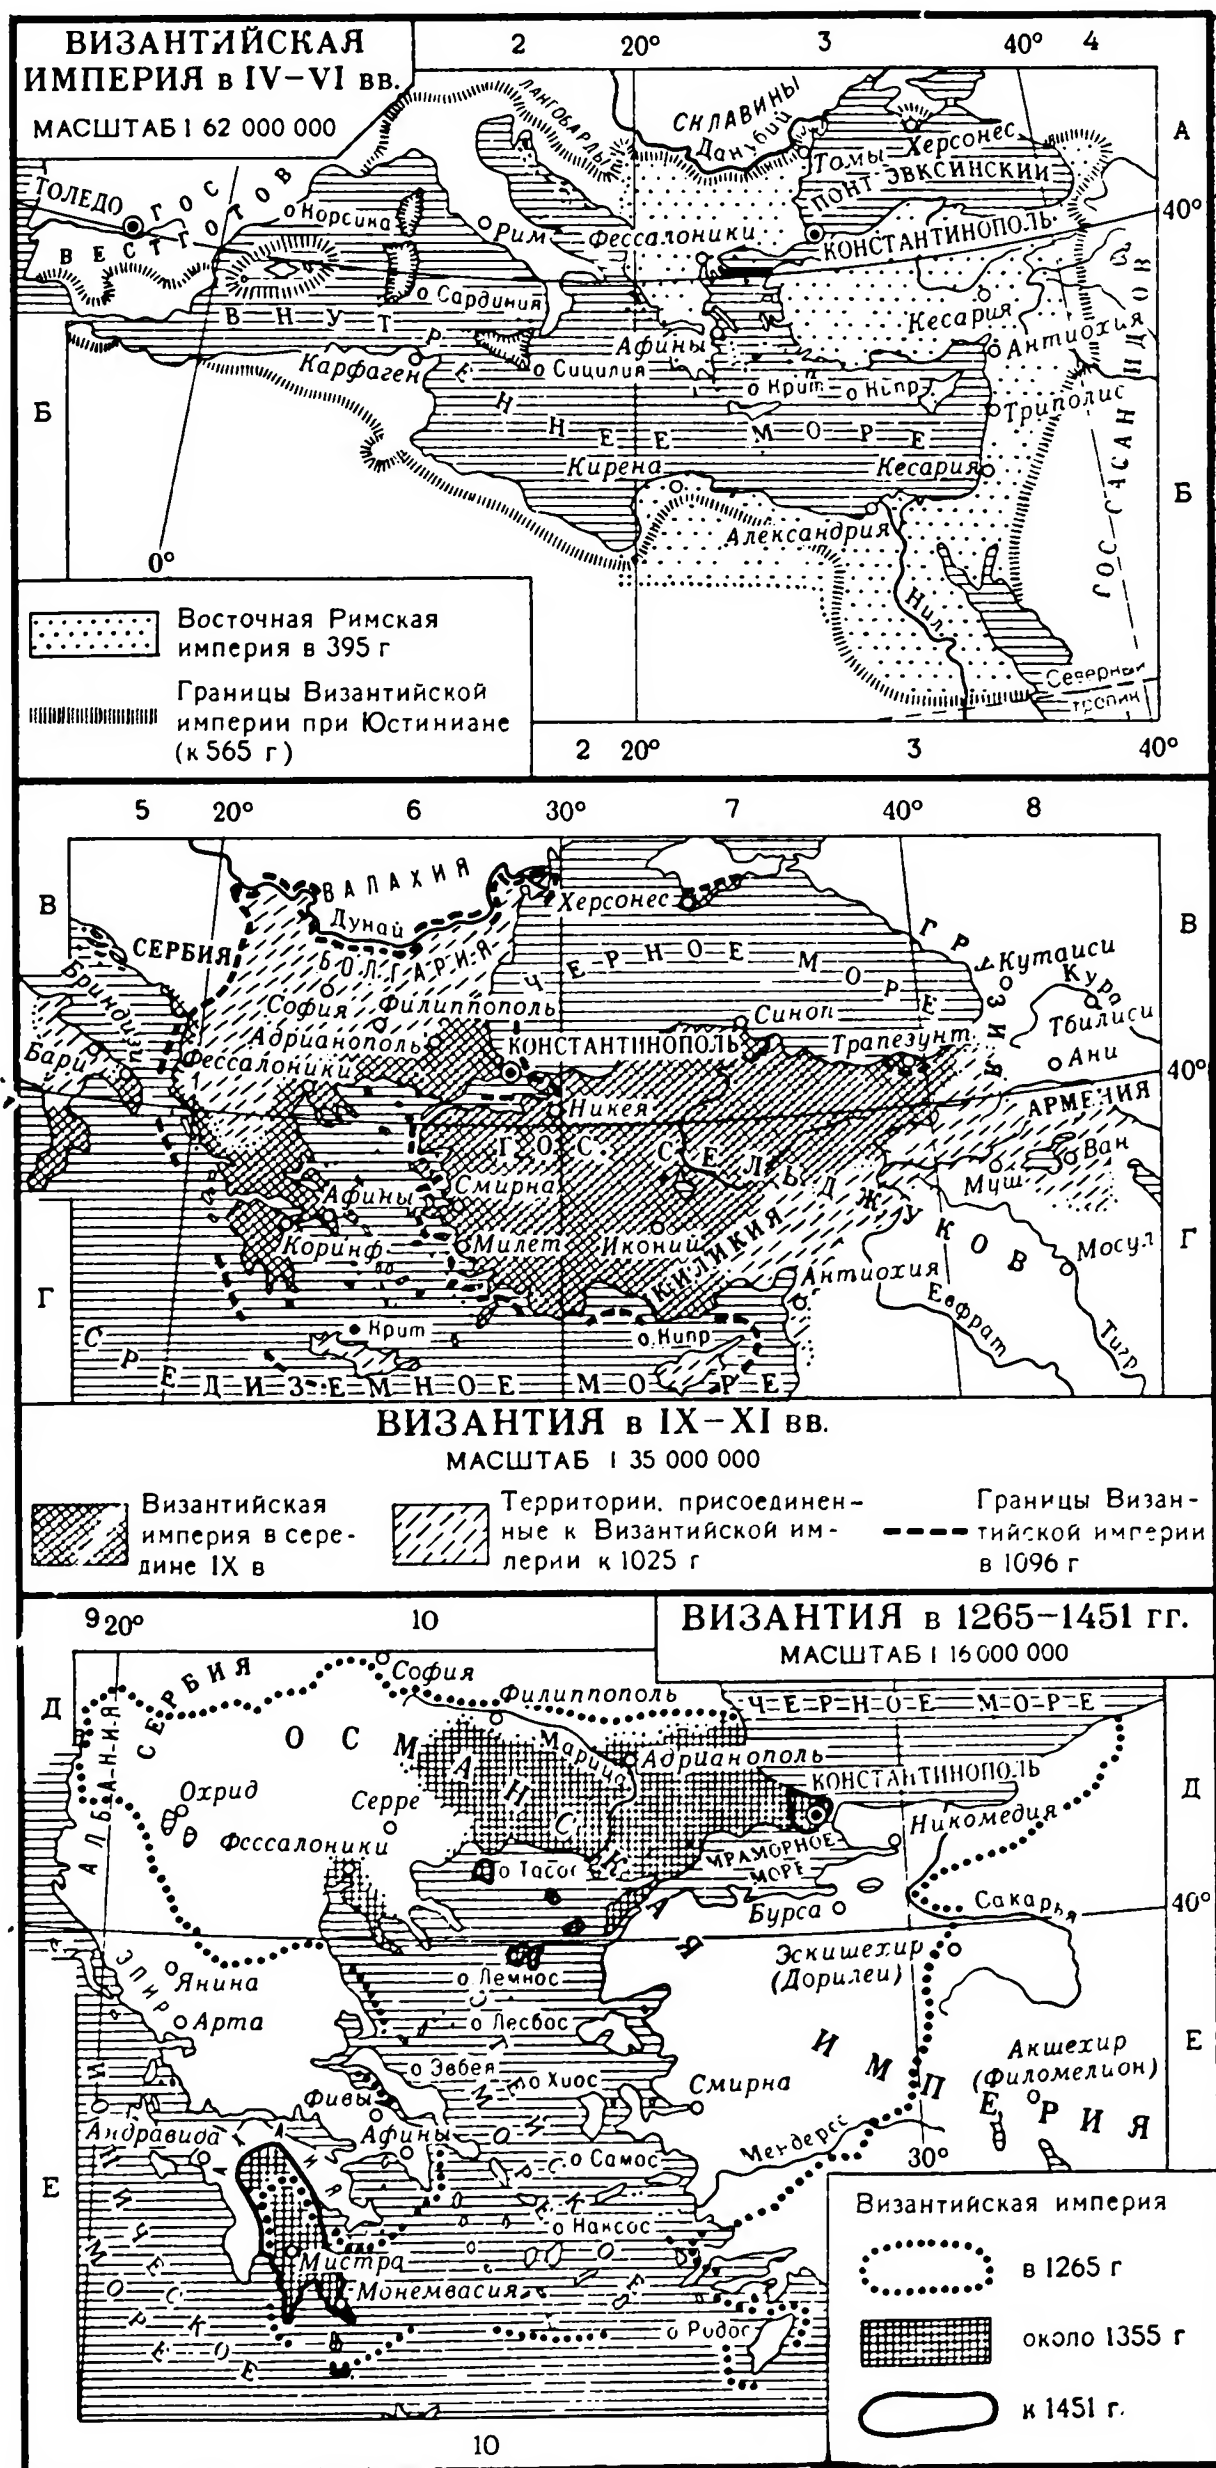 ВИЗАНТИЙСКАЯ
ИМПЕРИЯ в IV–VI вв.
МАСШТАБ 1 62 000 000
2 20° 3 40° 4
А
40°
Б
Б
0°
ЛАНГОБАРДЫ
СКЛАВИНЫ
Данубий
Томы
Херсонес
ПОНТ ЭВКСИНСКИЙ
ТОЛЕДО
ГОС
ВЕСТГОТОВ
о Корсика
Рим
Фессалоники
КОНСТАНТИНОПОЛЬ
о Сардиния
Кесария
Антиохия
ВНУТРЕННЕЕ МОРЕ
Афины
Карфаген
о Сицилия
о Крит
о Кипр
Триполис
Кирена
Кесария
Александрия
Нил
ГОС САСАНИДОВ
Северный
тропик
Восточная Римская
империя в 395 г
Границы Византийской
империи при Юстиниане
(к 565 г)
2 20° 3 40°
5 20° 6 30° 7 40° 8
В
В
ВАЛАХИЯ
Дунай
Херсонес
СЕРБИЯ
БОЛГАРИЯ
ЧЕРНОЕ МОРЕ
ГРУЗИЯ
Кутаиси
Кура
Тбилиси
Бриндизи
София
Филиппополь
Синоп
Бари
Адрианополь
КОНСТАНТИНОПОЛЬ
Трапезунт
Ани
Фессалоники
40°
Никея
АРМЕНИЯ
ГОС. СЕЛЬДЖУКОВ
Ван
Муш
Афины
Смирна
Коринф
Милет
Иконий
КИЛИКИЯ
Мосул
Г
Г
Антиохия
Евфрат
Тигр
Крит
о. Кипр
СРЕДИЗЕМНОЕ МОРЕ
ВИЗАНТИЯ в IX–XI вв.
МАСШТАБ 1 35 000 000
Византийская
империя в сере-
дине IX в
Территории, присоединен-
ные к Византийской им-
перии к 1025 г
Границы Визан-
тийской империи
в 1096 г
9 20° 10
ВИЗАНТИЯ в 1265–1451 гг.
МАСШТАБ 1 16 000 000
СЕРБИЯ
София
Филиппополь
ЧЕРНОЕ МОРЕ
Д
Д
АЛБАНИЯ
ОСМАНСКАЯ ИМПЕРИЯ
Марица
Адрианополь
КОНСТАНТИНОПОЛЬ
Охрид
Серре
Никомедия
Фессалоники
о Тасос
МРАМОРНОЕ
МОРЕ
Бурса
Сакарья
40°
ЭПИР
Янина
Эскишехир
(Дорилеи)
о Лемнос
Арта
о Лесбос
Акшехир
(Филомелион)
Е
Е
о Эвбея
о Хиос
Смирна
Фивы
Андравида
АХАИЯ
Афины
Мендерес
30°
о Самос
о Наксос
Мистра
Монемвасия
о Родос
ИОНИЧЕСКОЕ
МОРЕ
Византийская империя
в 1265 г
около 1355 г
к 1451 г.
10